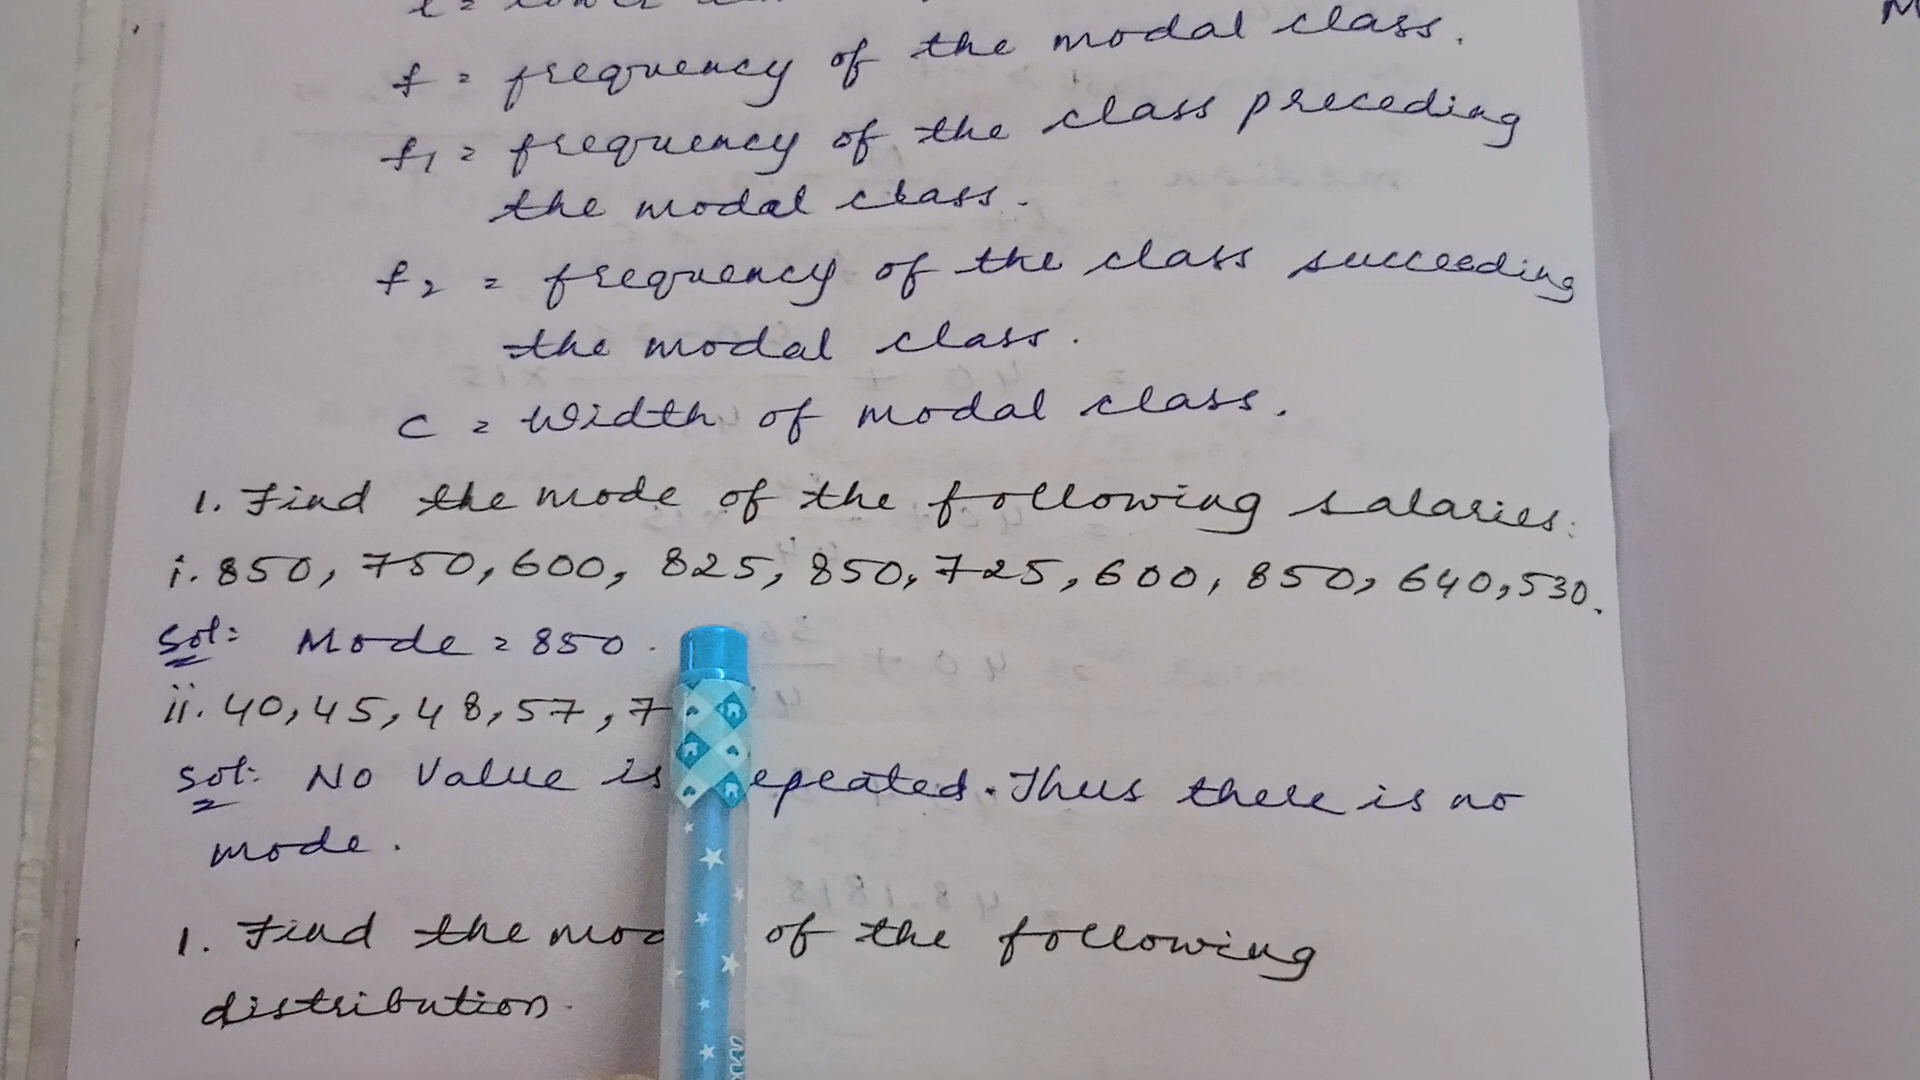 f = frequency of the modal class.
f1 = frequency of the class preceding
the modal class.
f2 = frequency of the class succeeding
the modal class.
c = Width of modal class.
1. Find the mode of the following salaries:
i. 850, 750, 600, 825, 850, 725, 600, 850, 640, 530.
Sol: Mode = 850.
ii. 40, 45, 48, 57, 7
Sol: No Value is epeated. Thus there is no
mode.
1. Find the mod of the following
distribution.